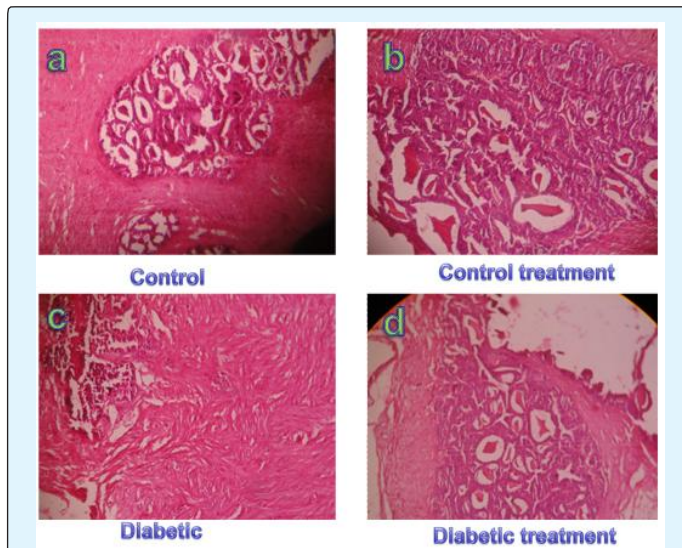 a
b
Control
Control treatment
c
d
Diabetic
Diabetic treatment